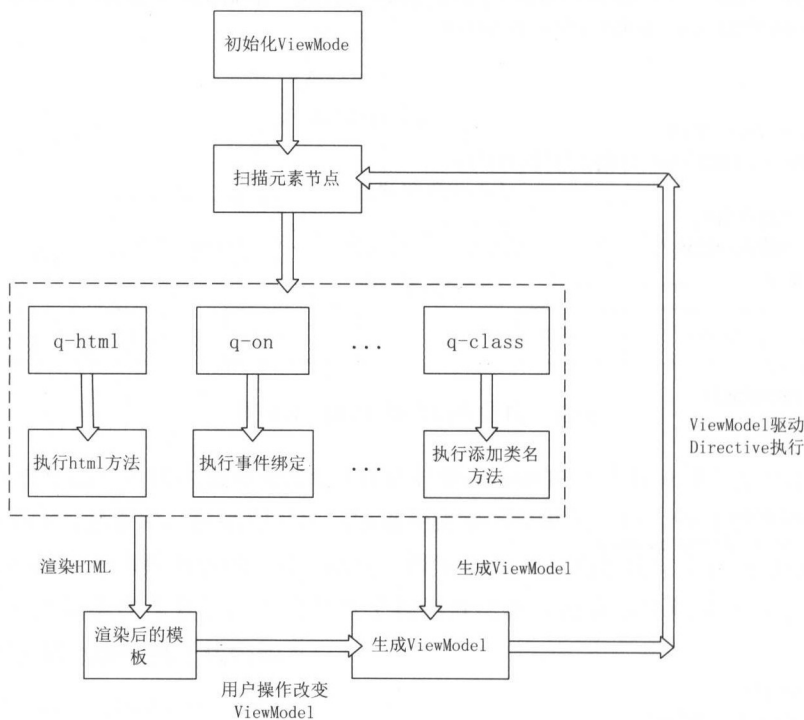 初始化ViewMode
扫描元素节点
q-html
q-on
...
q-class
执行html方法
执行事件绑定
...
执行添加类名
方法
ViewModel驱动
Directive执行
渲染HTML
生成ViewModel
渲染后的模
板
生成ViewModel
用户操作改变
ViewModel